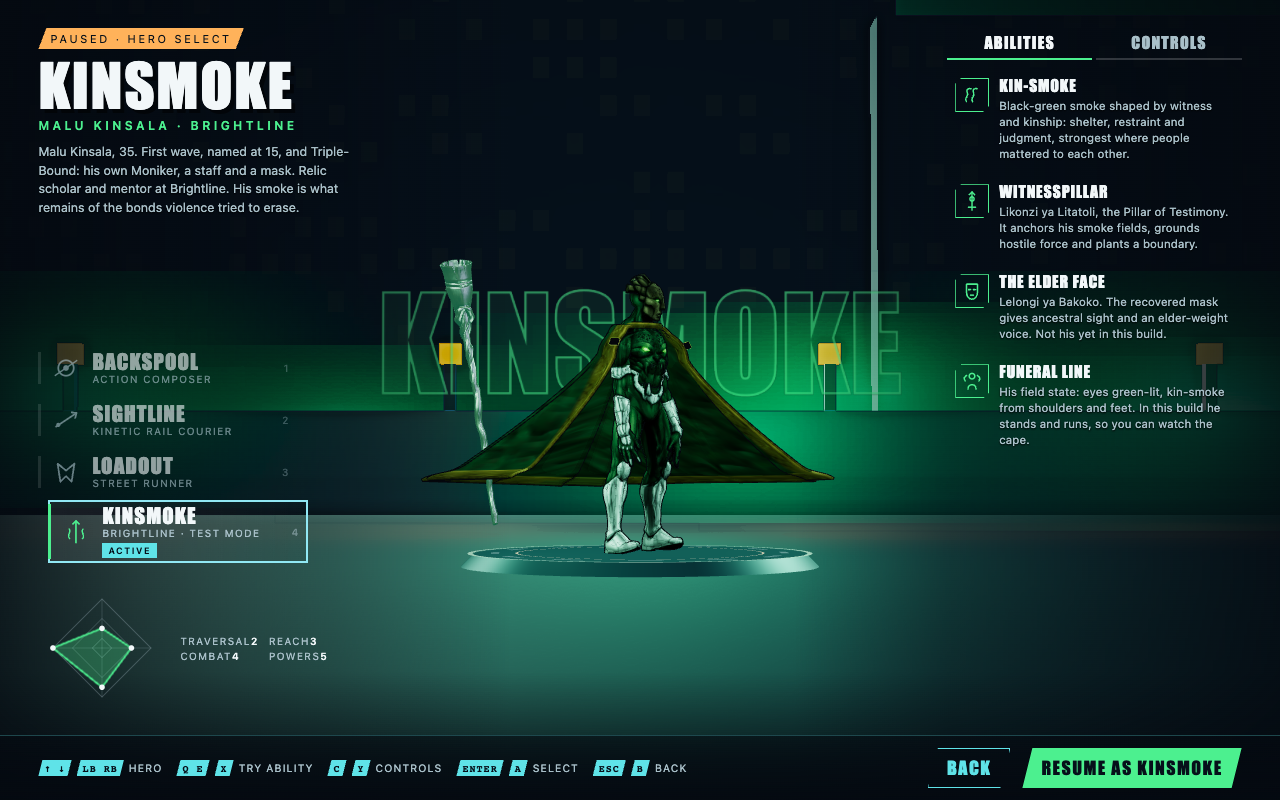 PAUSED · HERO SELECT
KINSMOKE
MALU KINSALA · BRIGHTLINE
Malu Kinsala, 35. First wave, named at 15, and Triple-
Bound: his own Moniker, a staff and a mask. Relic
scholar and mentor at Brightline. His smoke is what
remains of the bonds violence tried to erase.
KINSMOKE
BACKSPOOL
ACTION COMPOSER
1
SIGHTLINE
KINETIC RAIL COURIER
2
LOADOUT
STREET RUNNER
3
KINSMOKE
BRIGHTLINE · TEST MODE
4
ACTIVE
TRAVERSAL2 REACH3
COMBAT4 POWERS5
ABILITIES CONTROLS
KIN-SMOKE
Black-green smoke shaped by witness
and kinship: shelter, restraint and
judgment, strongest where people
mattered to each other.
WITNESSPILLAR
Likonzi ya Litatoli, the Pillar of Testimony.
It anchors his smoke fields, grounds
hostile force and plants a boundary.
THE ELDER FACE
Lelongi ya Bakoko. The recovered mask
gives ancestral sight and an elder-weight
voice. Not his yet in this build.
FUNERAL LINE
His field state: eyes green-lit, kin-smoke
from shoulders and feet. In this build he
stands and runs, so you can watch the
cape.
↑ ↓ LB RB HERO Q E X TRY ABILITY C Y CONTROLS ENTER A SELECT ESC B BACK
BACK
RESUME AS KINSMOKE